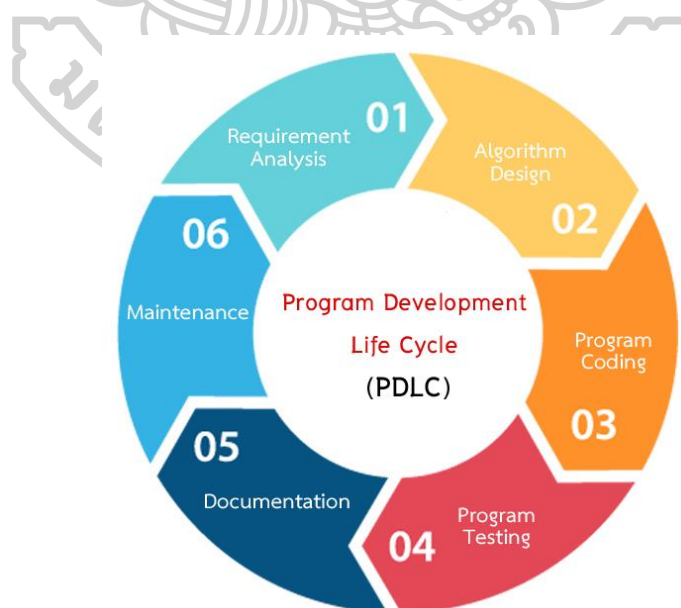 01
Requirement
Analysis
Algorithm
Design
02
Program
Coding
03
Program
Testing
04
05
Documentation
06
Maintenance
Program Development
Life Cycle
(PDLC)